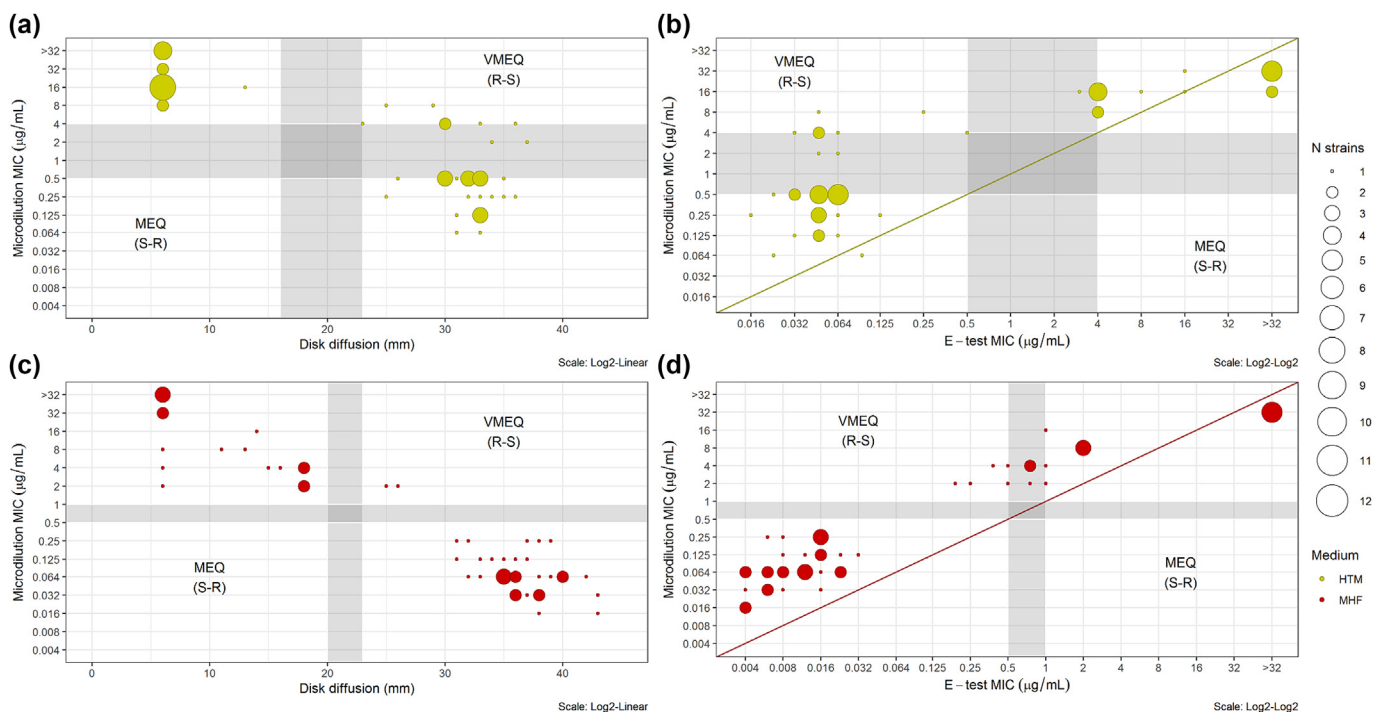 (a)
Microdilution MIC (µg/mL)
>32
32
16
8
4
2
1
0.5
0.25
0.125
0.064
0.032
0.016
0.008
0.004
VMEQ
(R-S)
MEQ
(S-R)
0 10 20 30 40
Disk diffusion (mm)
Scale: Log2-Linear
(b)
Microdilution MIC (µg/mL)
>32
32
16
8
4
2
1
0.5
0.25
0.125
0.064
0.032
0.016
VMEQ
(R-S)
MEQ
(S-R)
0.016 0.032 0.064 0.125 0.25 0.5 1 2 4 8 16 32 >32
E−test MIC (µg/mL)
Scale: Log2-Log2
(c)
Microdilution MIC (µg/mL)
>32
32
16
8
4
2
1
0.5
0.25
0.125
0.064
0.032
0.016
0.008
0.004
VMEQ
(R-S)
MEQ
(S-R)
0 10 20 30 40
Disk diffusion (mm)
Scale: Log2-Linear
(d)
Microdilution MIC (µg/mL)
>32
32
16
8
4
2
1
0.5
0.25
0.125
0.064
0.032
0.016
0.008
0.004
VMEQ
(R-S)
MEQ
(S-R)
0.004 0.008 0.016 0.032 0.064 0.125 0.25 0.5 1 2 4 8 16 32 >32
E−test MIC (µg/mL)
Scale: Log2-Log2
N strains
1
2
3
4
5
6
7
8
9
10
11
12
Medium
HTM
MHF